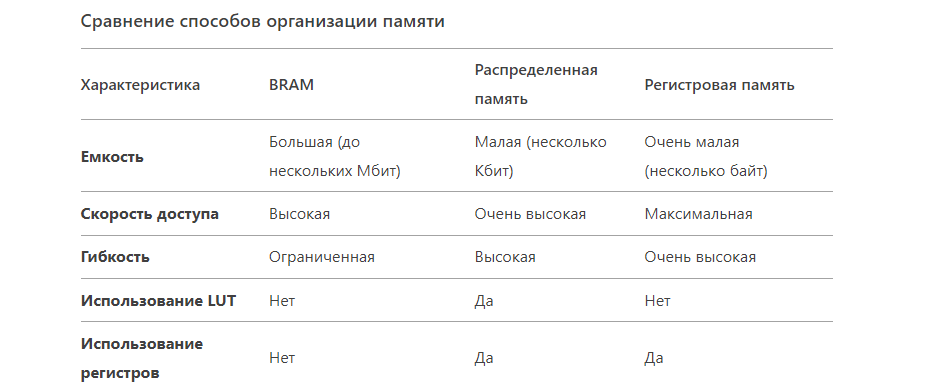 Сравнение способов организации памяти
Характеристика BRAM Распределенная память Регистровая память
Емкость Большая (до нескольких Мбит) Малая (несколько Кбит) Очень малая (несколько байт)
Скорость доступа Высокая Очень высокая Максимальная
Гибкость Ограниченная Высокая Очень высокая
Использование LUT Нет Да Нет
Использование регистров Нет Да Да